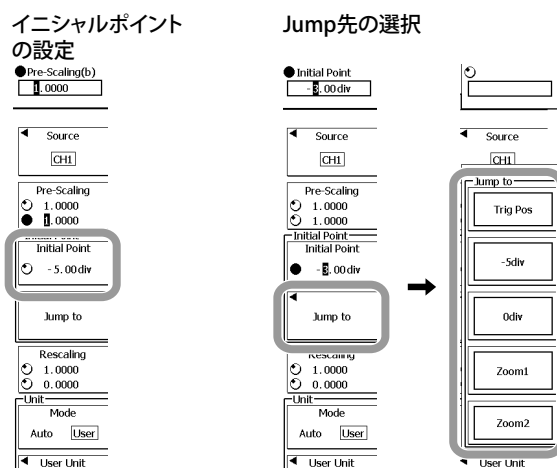 イニシャルポイント
の設定
Pre-Scaling(b)
1.0000
Source
CH1
Pre-Scaling
1.0000
1.0000
Initial Point
Initial Point
-5.00div
Jump to
Rescaling
1.0000
0.0000
Unit
Mode
Auto User
User Unit
Jump先の選択
Initial Point
-3.00div
Source
CH1
Pre-Scaling
1.0000
1.0000
Initial Point
Initial Point
-3.00div
Jump to
Rescaling
1.0000
0.0000
Unit
Mode
Auto User
User Unit
Source
CH1
Jump to
Trig Pos
-5div
0div
Zoom1
Zoom2
User Unit